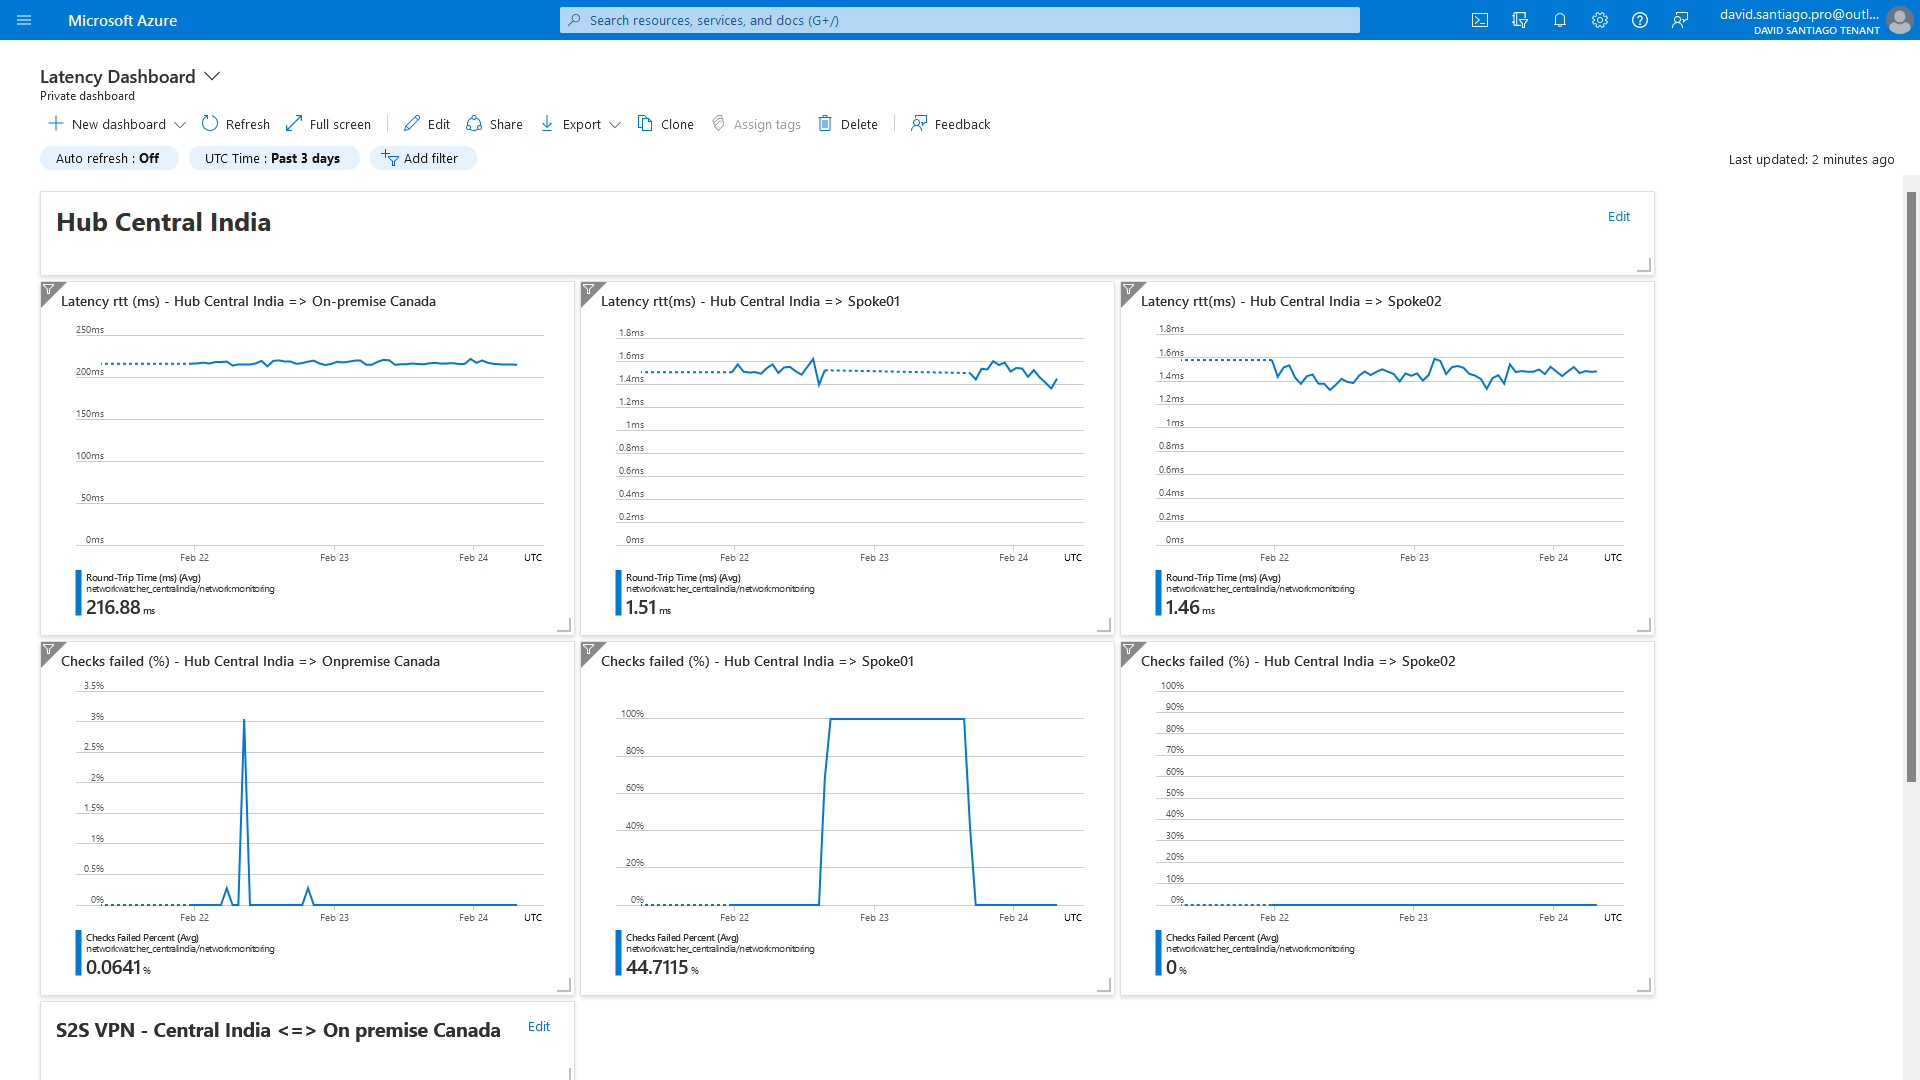 Microsoft Azure
Search resources, services, and docs (G+/)
david.santiago.pro@outl...
DAVID SANTIAGO TENANT
Latency Dashboard
Private dashboard
New dashboard
Refresh
Full screen
Edit
Share
Export
Clone
Assign tags
Delete
Feedback
Auto refresh : Off
UTC Time : Past 3 days
Add filter
Last updated: 2 minutes ago
Hub Central India
Edit
Latency rtt (ms) - Hub Central India => On-premise Canada
250ms
200ms
150ms
100ms
50ms
0ms
Feb 22
Feb 23
Feb 24
UTC
Round-Trip Time (ms) (Avg)
networkwatcher_centralindia/networkmonitoring
216.88 ms
Latency rtt(ms) - Hub Central India => Spoke01
1.8ms
1.6ms
1.4ms
1.2ms
1ms
0.8ms
0.6ms
0.4ms
0.2ms
0ms
Feb 22
Feb 23
Feb 24
UTC
Round-Trip Time (ms) (Avg)
networkwatcher_centralindia/networkmonitoring
1.51 ms
Latency rtt(ms) - Hub Central India => Spoke02
1.8ms
1.6ms
1.4ms
1.2ms
1ms
0.8ms
0.6ms
0.4ms
0.2ms
0ms
Feb 22
Feb 23
Feb 24
UTC
Round-Trip Time (ms) (Avg)
networkwatcher_centralindia/networkmonitoring
1.46 ms
Checks failed (%) - Hub Central India => Onpremise Canada
3.5%
3%
2.5%
2%
1.5%
1%
0.5%
0%
Feb 22
Feb 23
Feb 24
UTC
Checks Failed Percent (Avg)
networkwatcher_centralindia/networkmonitoring
0.0641 %
Checks failed (%) - Hub Central India => Spoke01
100%
80%
60%
40%
20%
0%
Feb 22
Feb 23
Feb 24
UTC
Checks Failed Percent (Avg)
networkwatcher_centralindia/networkmonitoring
44.7115 %
Checks failed (%) - Hub Central India => Spoke02
100%
90%
80%
70%
60%
50%
40%
30%
20%
10%
0%
Feb 22
Feb 23
Feb 24
UTC
Checks Failed Percent (Avg)
networkwatcher_centralindia/networkmonitoring
0 %
S2S VPN - Central India <=> On premise Canada
Edit